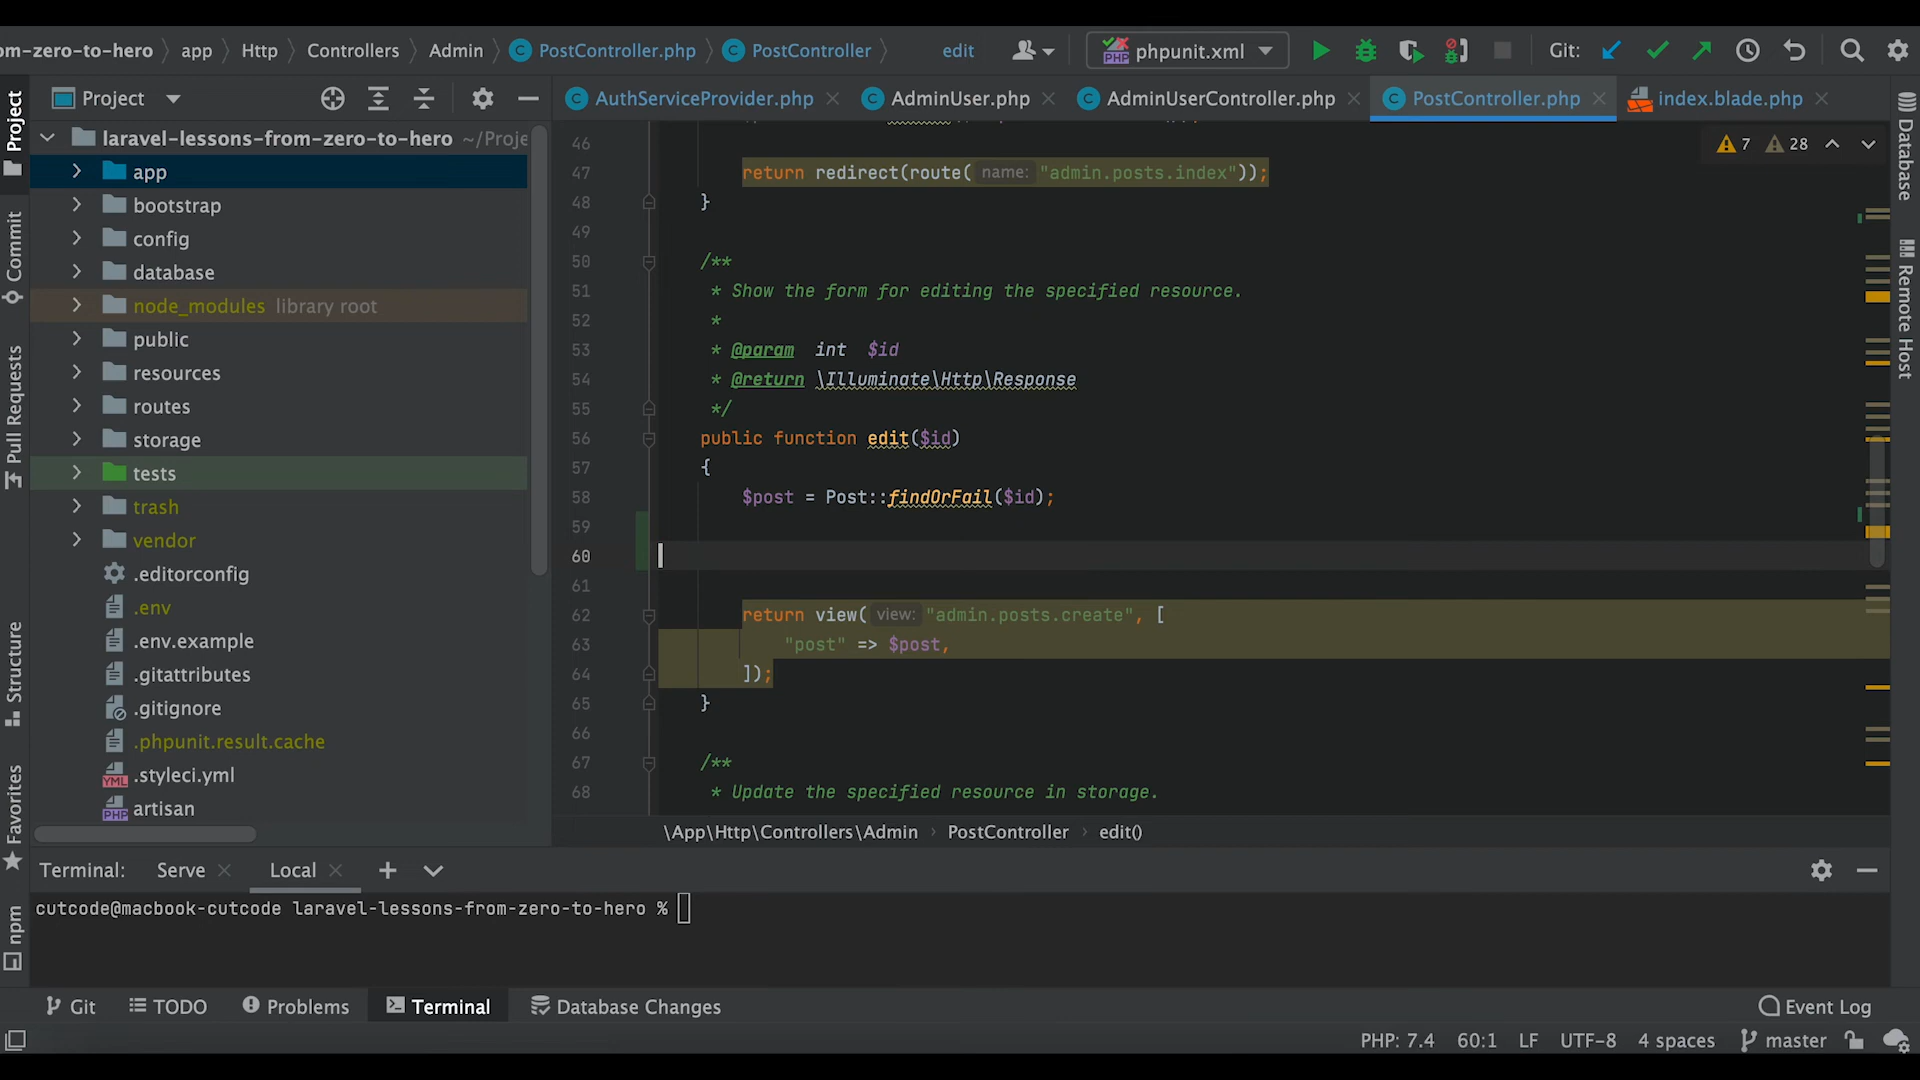 om-zero-to-hero app Http Controllers Admin PostController.php PostController edit phpunit.xml Git:
Project
AuthServiceProvider.php AdminUser.php AdminUserController.php PostController.php index.blade.php
laravel-lessons-from-zero-to-hero ~/Proje
app
bootstrap
config
database
node_modules library root
public
resources
routes
storage
tests
trash
vendor
.editorconfig
.env
.env.example
.gitattributes
.gitignore
.phpunit.result.cache
.styleci.yml
artisan
7 28
46
47 return redirect(route( name: "admin.posts.index"));
48 }
49
50 /**
51 * Show the form for editing the specified resource.
52 *
53 * @param int $id
54 * @return \Illuminate\Http\Response
55 */
56 public function edit($id)
57 {
58 $post = Post::findOrFail($id);
59
60
61
62 return view( view: "admin.posts.create", [
63 "post" => $post,
64 ]);
65 }
66
67 /**
68 * Update the specified resource in storage.
\App\Http\Controllers\Admin PostController edit()
Project
Commit
Pull Requests
Structure
Favorites
npm
Database
Remote Host
Terminal: Serve Local
cutcode@macbook-cutcode laravel-lessons-from-zero-to-hero %
Git TODO Problems Terminal Database Changes Event Log
PHP: 7.4 60:1 LF UTF-8 4 spaces master